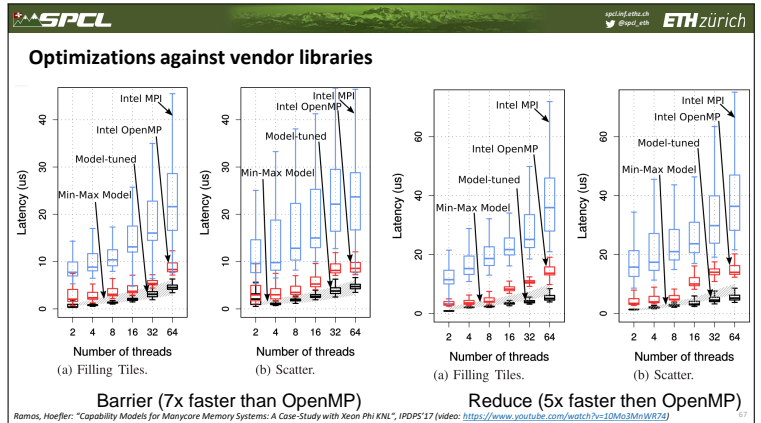 SPCL
spcl.inf.ethz.ch
@spcl_eth
ETH zürich
Optimizations against vendor libraries
Latency (us)
0
10
20
30
40
Intel MPI
Intel OpenMP
Model-tuned
Min-Max Model
2 4 8 16 32 64
Number of threads
(a) Filling Tiles.
Latency (us)
0
10
20
30
40
Intel MPI
Intel OpenMP
Model-tuned
Min-Max Model
2 4 8 16 32 64
Number of threads
(b) Scatter.
Latency (us)
0
20
40
60
Intel MPI
Intel OpenMP
Model-tuned
Min-Max Model
2 4 8 16 32 64
Number of threads
(a) Filling Tiles.
Latency (us)
0
20
40
60
Intel MPI
Intel OpenMP
Model-tuned
Min-Max Model
2 4 8 16 32 64
Number of threads
(b) Scatter.
Barrier (7x faster than OpenMP)
Reduce (5x faster then OpenMP)
Ramos, Hoefler: "Capability Models for Manycore Memory Systems: A Case-Study with Xeon Phi KNL", IPDPS'17 (video: https://www.youtube.com/watch?v=10Mo3MnWR74)
67